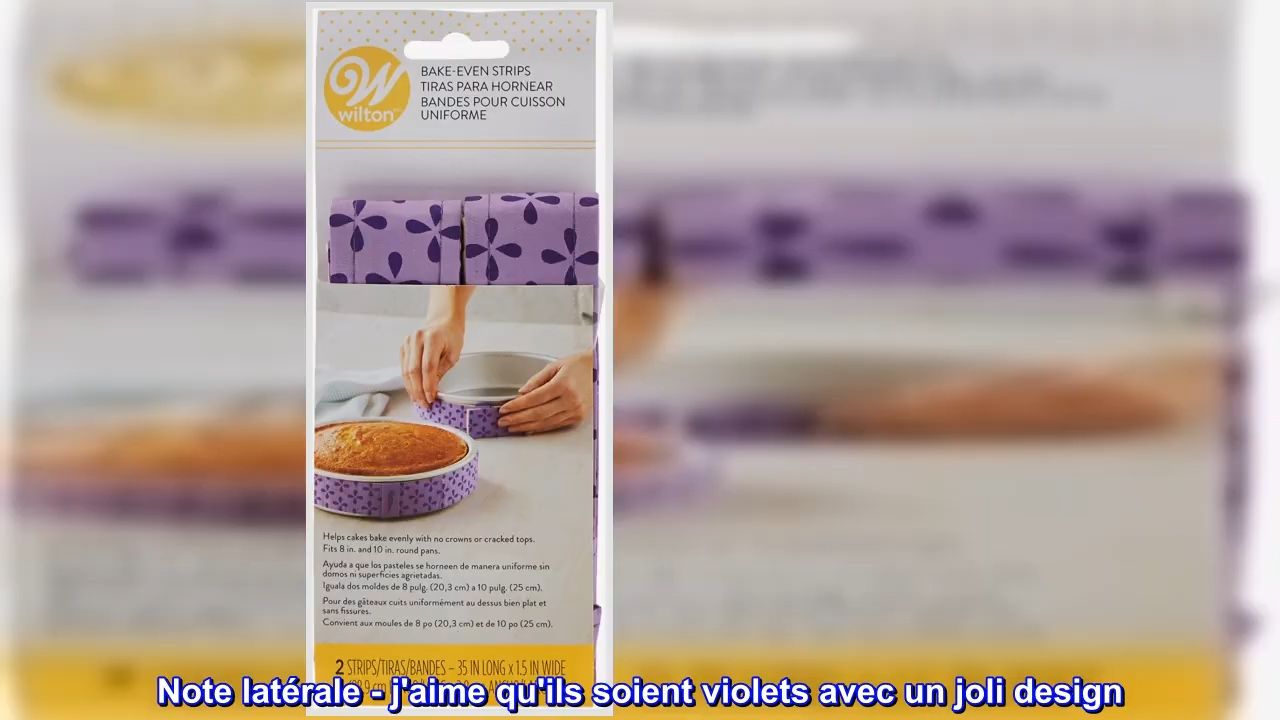 W
wilton
BAKE-EVEN STRIPS
TIRAS PARA HORNEAR
BANDES POUR CUISSON
UNIFORME
Helps cakes bake evenly with no crowns or cracked tops.
Fits 8 in. and 10 in. round pans.
Ayuda a que los pasteles se horneen de manera uniforme sin
domos ni superficies agrietadas.
Iguala dos moldes de 8 pulg. (20,3 cm) a 10 pulg. (25 cm).
Pour des gâteaux cuits uniformément au dessus bien plat et
sans fissures.
Convient aux moules de 8 po (20,3 cm) et de 10 po (25 cm).
2 STRIPS/TIRAS/BANDES – 35 IN LONG x 1.5 IN WIDE
Note latérale - j'aime qu'ils soient violets avec un joli design